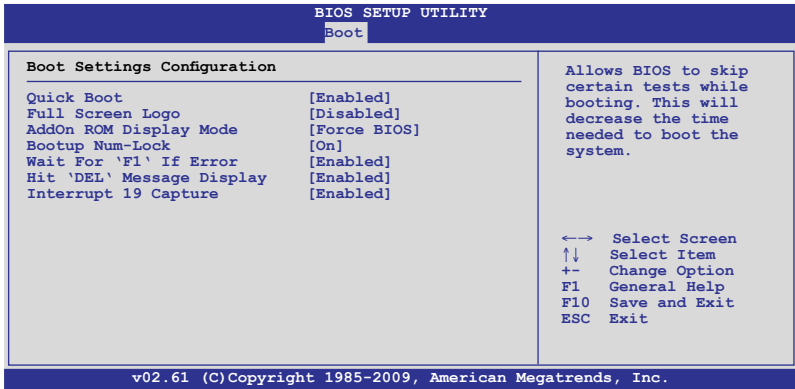 BIOS SETUP UTILITY
Boot
Boot Settings Configuration
Quick Boot [Enabled]
Full Screen Logo [Disabled]
AddOn ROM Display Mode [Force BIOS]
Bootup Num-Lock [On]
Wait For ‘F1‘ If Error [Enabled]
Hit ‘DEL‘ Message Display [Enabled]
Interrupt 19 Capture [Enabled]
Allows BIOS to skip
certain tests while
booting. This will
decrease the time
needed to boot the
system.
←→ Select Screen
↑↓ Select Item
+- Change Option
F1 General Help
F10 Save and Exit
ESC Exit
v02.61 (C)Copyright 1985-2009, American Megatrends, Inc.